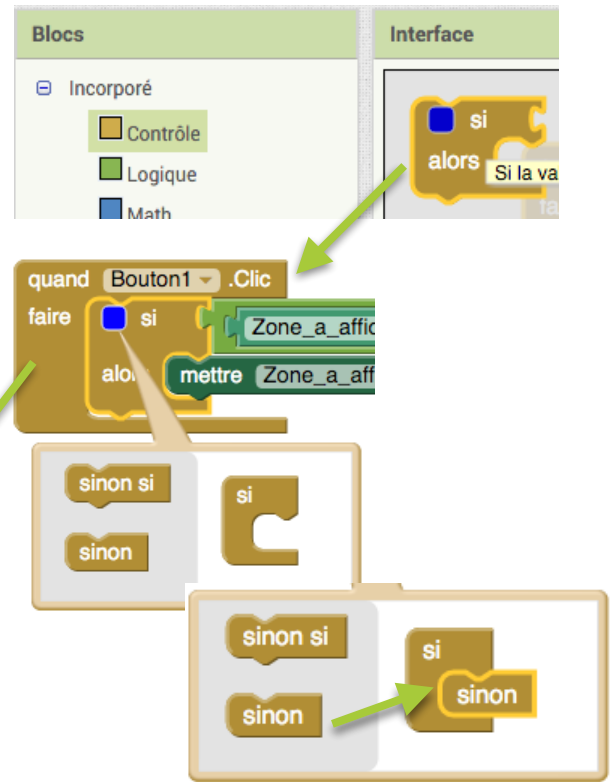 Blocs
Interface
Incorporé
Contrôle
Logique
Math
si
alors
Si la va
quand Bouton1 .Clic
faire
si
Zone_a_affic
mettre Zone_a_aff
sinon si
sinon
si
sinon si
sinon
si
sinon